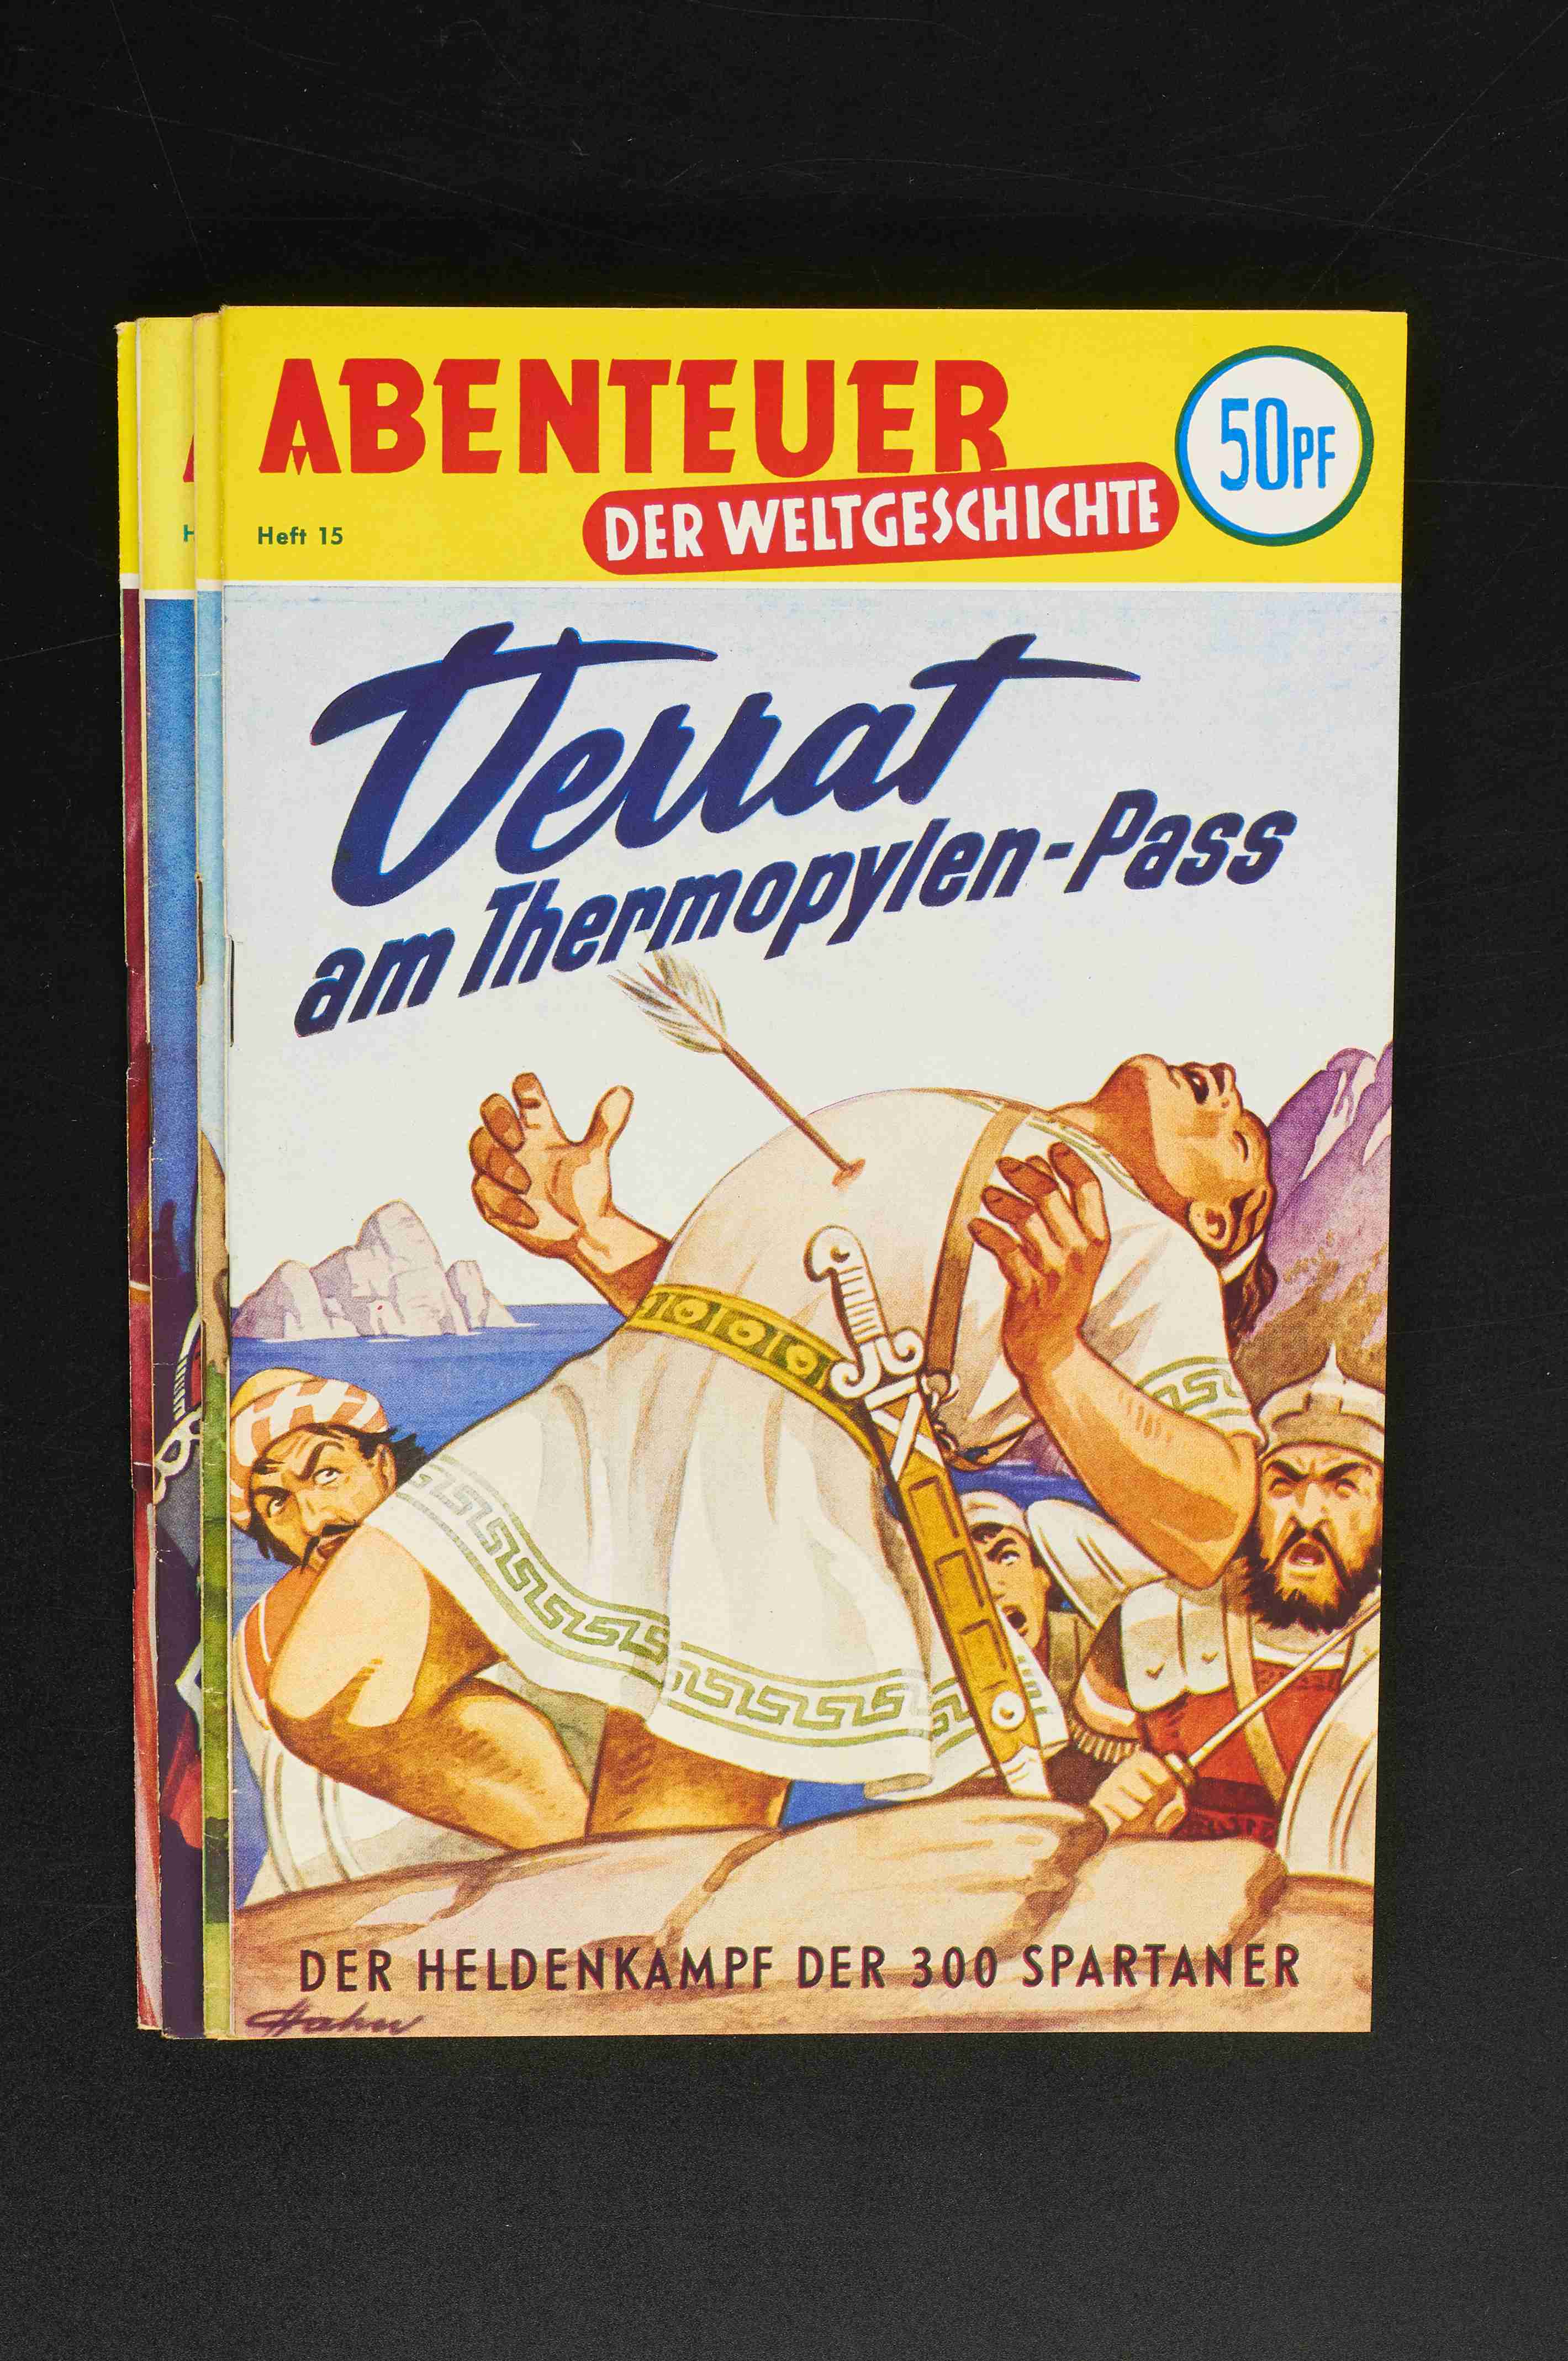 ABENTEUER
DER WELTGESCHICHTE
50PF
Heft 15
Verrat
am Thermopylen-Pass
DER HELDENKAMPF DER 300 SPARTANER
Hahn